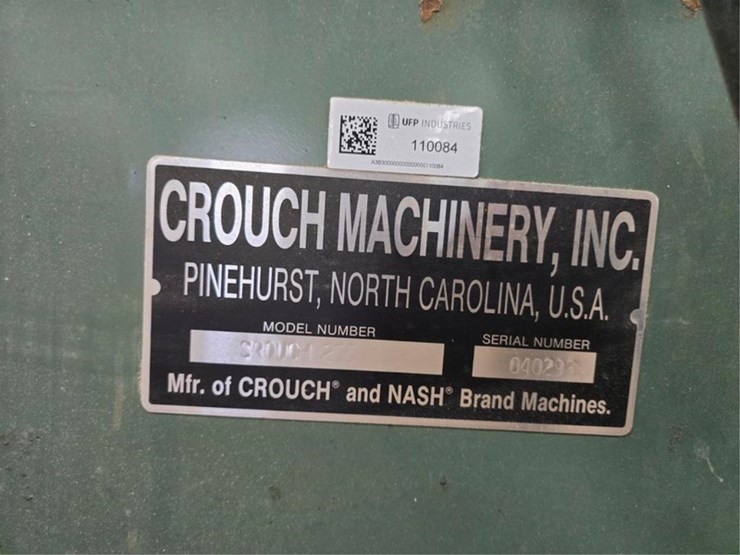 UFP INDUSTRIES
110084
CROUCH MACHINERY, INC.
PINEHURST, NORTH CAROLINA, U.S.A.
MODEL NUMBER
SERIAL NUMBER
Mfr. of CROUCH® and NASH® Brand Machines.